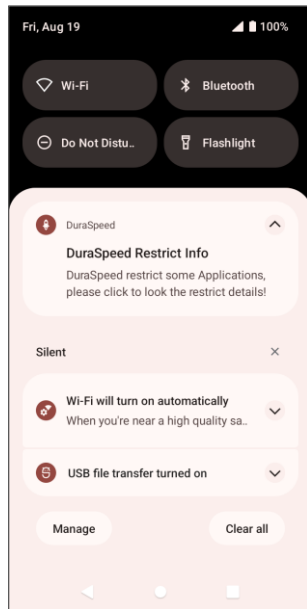 Fri, Aug 19
100%
Wi-Fi
Bluetooth
Do Not Distu..
Flashlight
DuraSpeed
DuraSpeed Restrict Info
DuraSpeed restrict some Applications,
please click to look the restrict details!
Silent
Wi-Fi will turn on automatically
When you're near a high quality sa..
USB file transfer turned on
Manage
Clear all